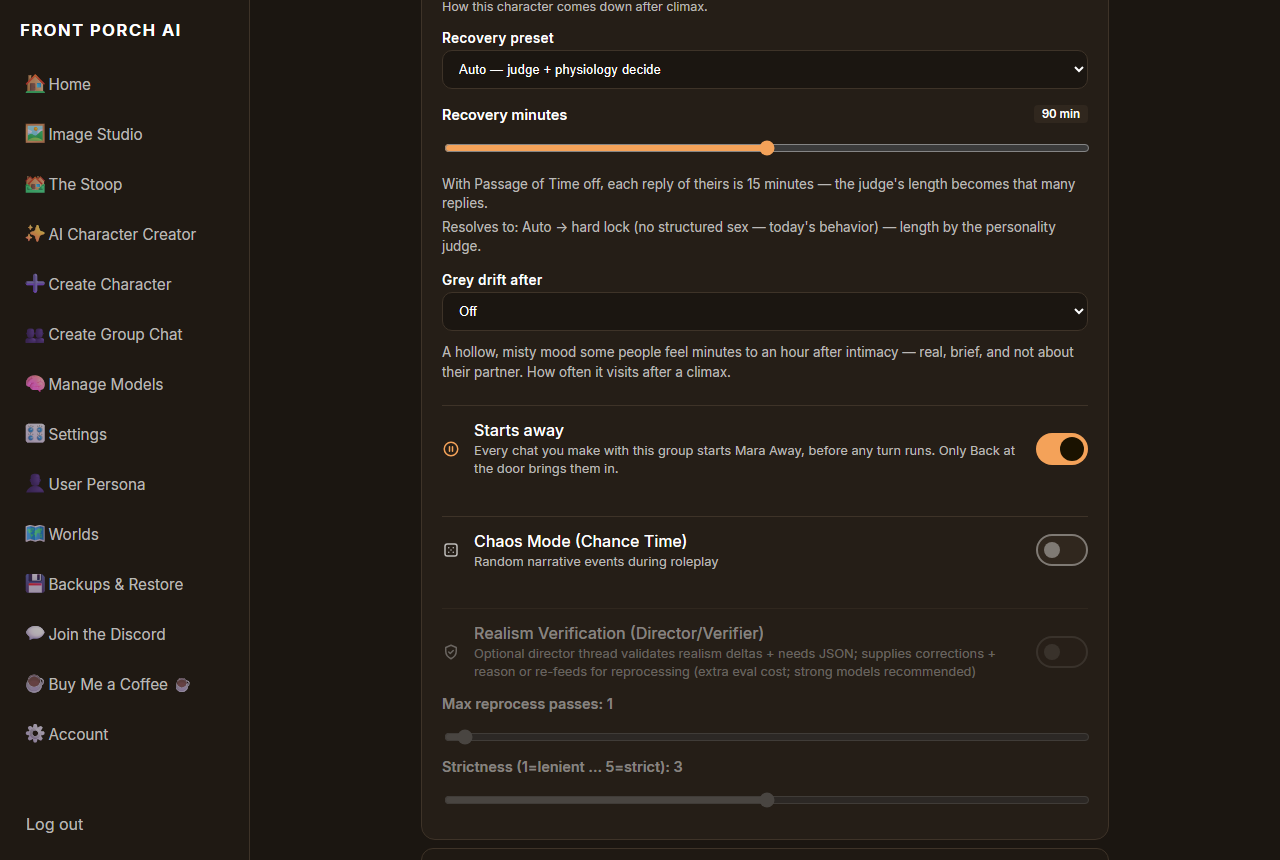 FRONT PORCH AI
Home
Image Studio
The Stoop
AI Character Creator
Create Character
Create Group Chat
Manage Models
Settings
User Persona
Worlds
Backups & Restore
Join the Discord
Buy Me a Coffee
Account
Log out
How this character comes down after climax.
Recovery preset
Auto — judge + physiology decide
Recovery minutes
90 min
With Passage of Time off, each reply of theirs is 15 minutes — the judge's length becomes that many
replies.
Resolves to: Auto → hard lock (no structured sex — today's behavior) — length by the personality
judge.
Grey drift after
Off
A hollow, misty mood some people feel minutes to an hour after intimacy — real, brief, and not about
their partner. How often it visits after a climax.
Starts away
Every chat you make with this group starts Mara Away, before any turn runs. Only Back at
the door brings them in.
Chaos Mode (Chance Time)
Random narrative events during roleplay
Realism Verification (Director/Verifier)
Optional director thread validates realism deltas + needs JSON; supplies corrections +
reason or re-feeds for reprocessing (extra eval cost; strong models recommended)
Max reprocess passes: 1
Strictness (1=lenient ... 5=strict): 3